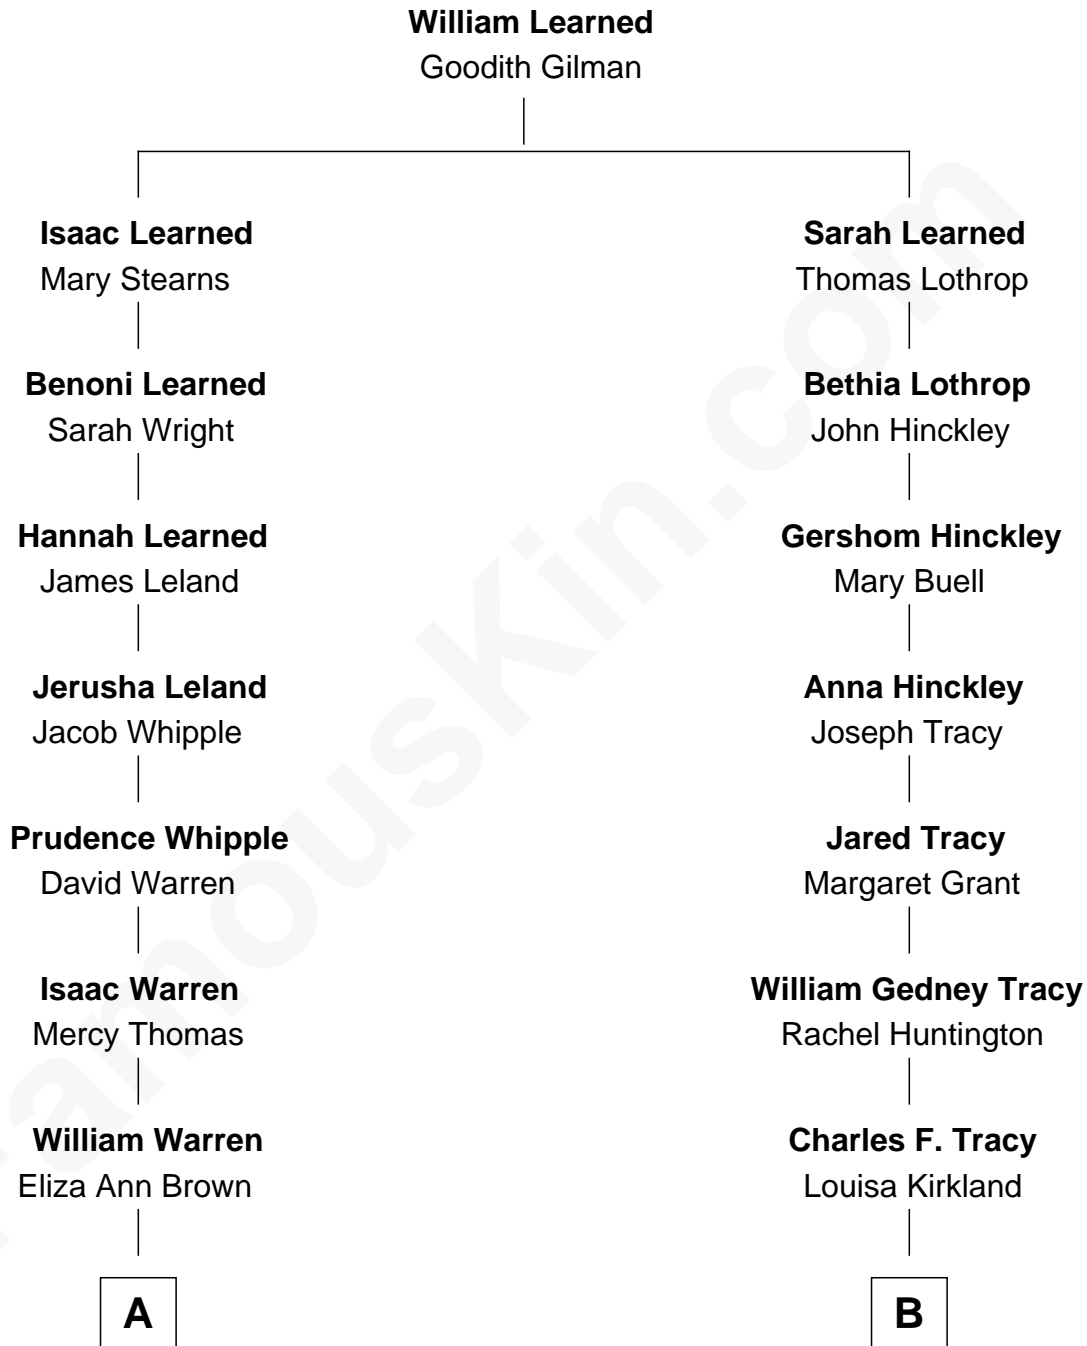 William Learned
Goodith Gilman
Isaac Learned
Mary Stearns
Sarah Learned
Thomas Lothrop
Benoni Learned
Sarah Wright
Bethia Lothrop
John Hinckley
Hannah Learned
James Leland
Gershom Hinckley
Mary Buell
Jerusha Leland
Jacob Whipple
Anna Hinckley
Joseph Tracy
Prudence Whipple
David Warren
Jared Tracy
Margaret Grant
Isaac Warren
Mercy Thomas
William Gedney Tracy
Rachel Huntington
William Warren
Eliza Ann Brown
Charles F. Tracy
Louisa Kirkland
A
B
FamousKin.com